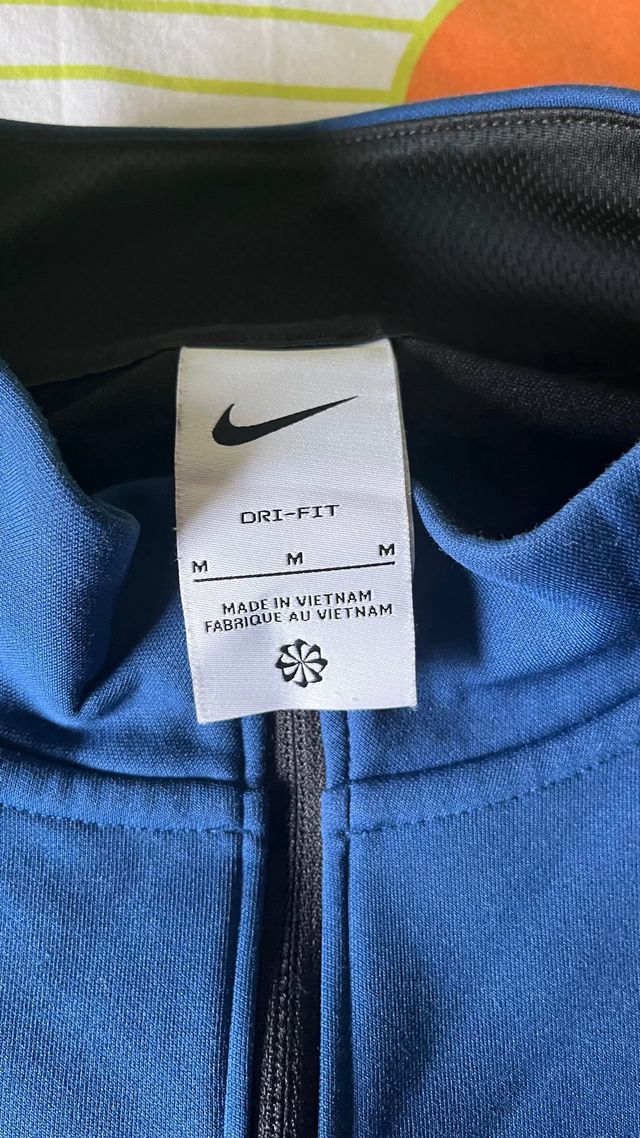 DRI-FIT
M M M
MADE IN VIETNAM
FABRIQUE AU VIETNAM